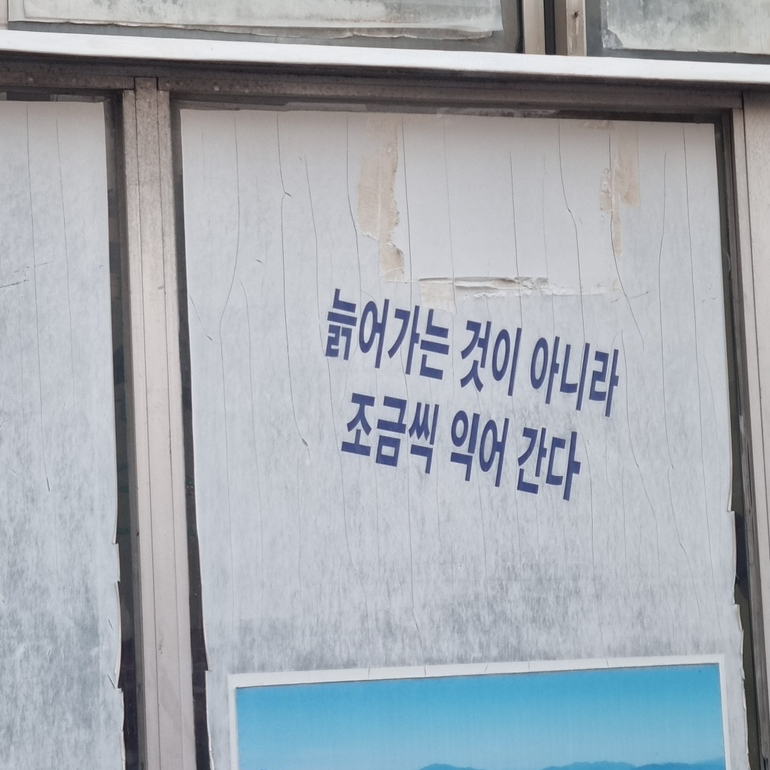 늙어가는 것이 아니라
조금씩 익어 간다